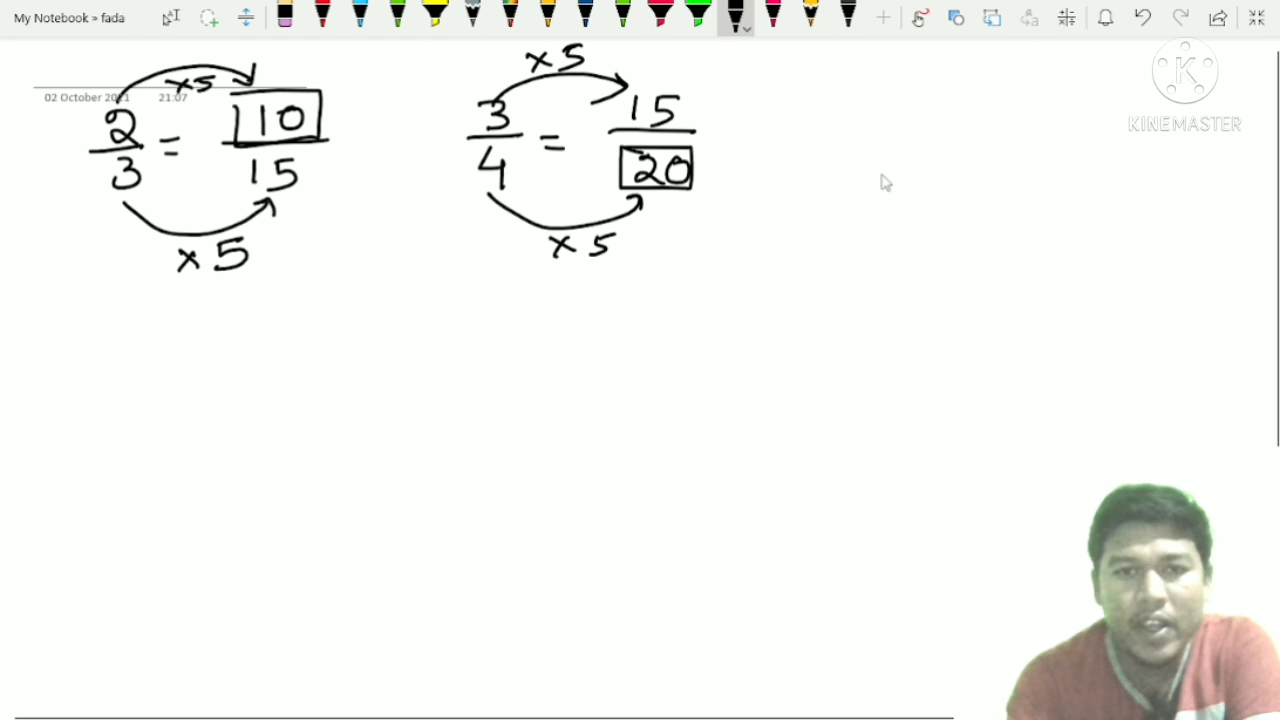 My Notebook » fada
02 October 2021 21:07
×5
2/3 = 10/15
×5
×5
3/4 = 15/20
×5
K
KINEMASTER